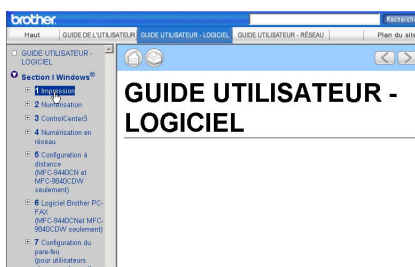 brother
Recherche
Haut
GUIDE DE L'UTILISATEUR
GUIDE UTILISATEUR - LOGICIEL
GUIDE UTILISATEUR - RÉSEAU
Plan du site
GUIDE UTILISATEUR -
LOGICIEL
Section I Windows®
1 Impression
2 Numérisation
3 ControlCenter3
4 Numérisation en
réseau
5 Configuration à
distance
(MFC-9440CN et
MFC-9840CDW
seulement)
6 Logiciel Brother PC-
FAX
(MFC-9440CNet MFC-
9840CDW seulement)
7 Configuration du
pare-feu
(pour utilisateurs
GUIDE UTILISATEUR -
LOGICIEL